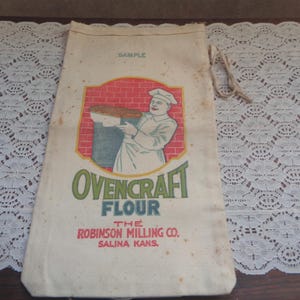 SAMPLE
OVENCRAFT
FLOUR
THE
ROBINSON MILLING CO.
SALINA KANS.